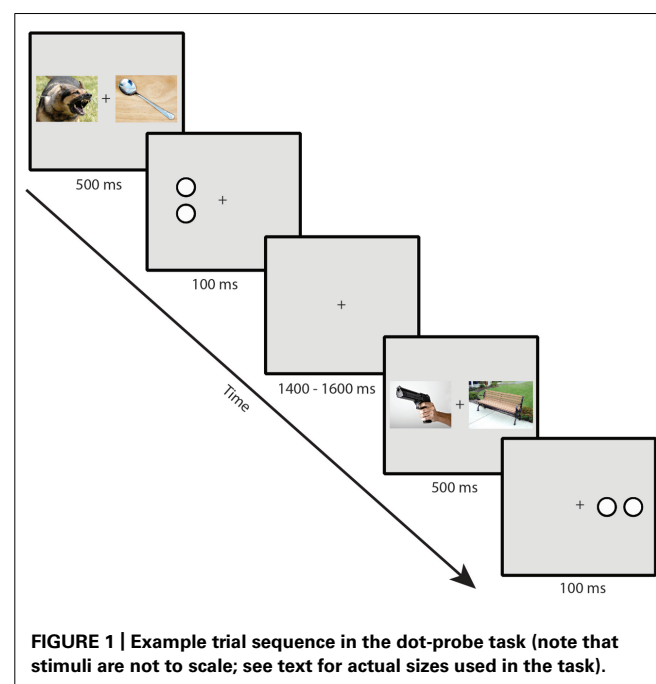 +
500 ms
+
100 ms
+
1400 - 1600 ms
Time
+
500 ms
+
100 ms
FIGURE 1 | Example trial sequence in the dot-probe task (note that
stimuli are not to scale; see text for actual sizes used in the task).